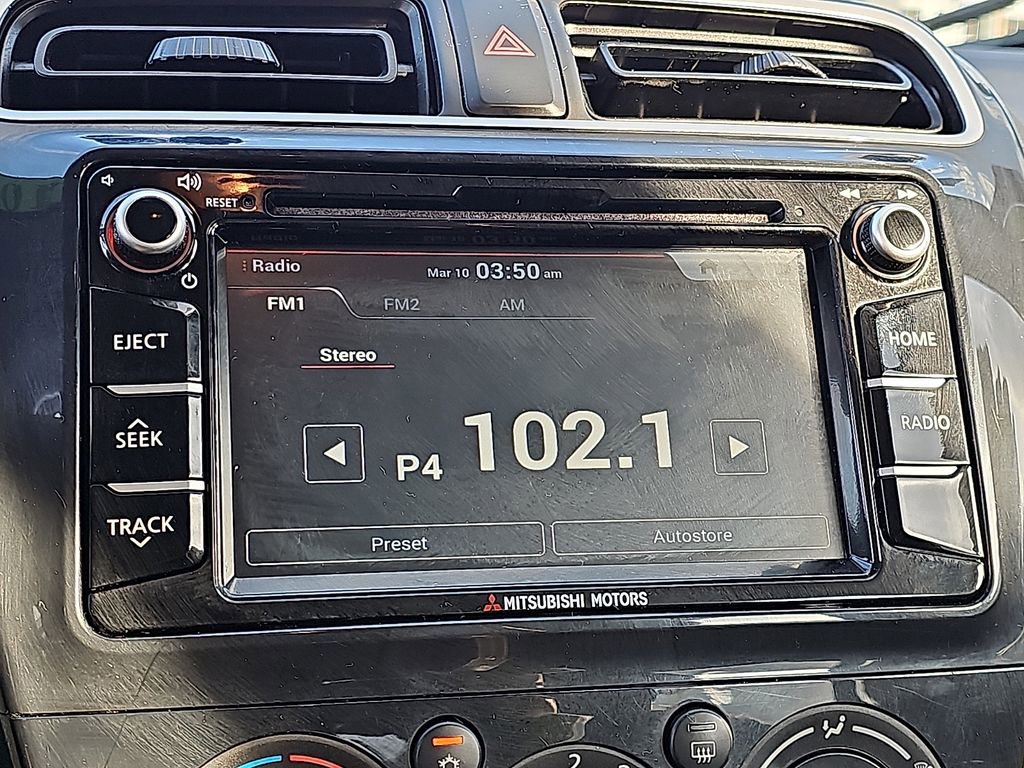 RESET
Radio
Mar 10 03:50 am
FM1 FM2 AM
Stereo
P4 102.1
Preset Autostore
EJECT
SEEK
TRACK
HOME
RADIO
MITSUBISHI MOTORS
2